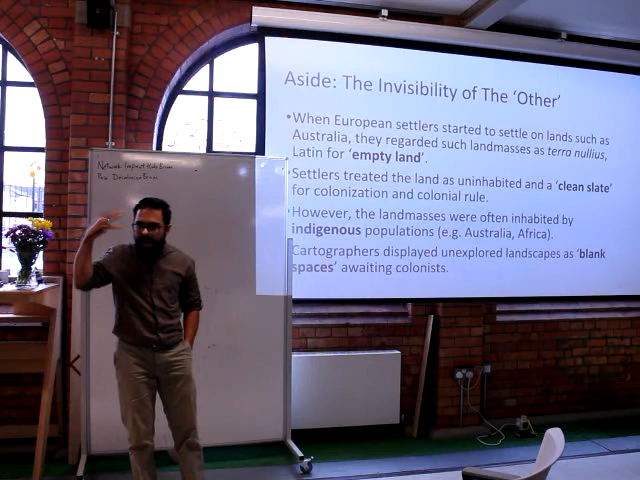 Aside: The Invisibility of The ‘Other’
•When European settlers started to settle on lands such as
Australia, they regarded such landmasses as terra nullius,
Latin for ‘empty land’.
•Settlers treated the land as uninhabited and a ‘clean slate’
for colonization and colonial rule.
•However, the landmasses were often inhabited by
indigenous populations (e.g. Australia, Africa).
Cartographers displayed unexplored landscapes as ‘blank
spaces’ awaiting colonists.
Network Impact